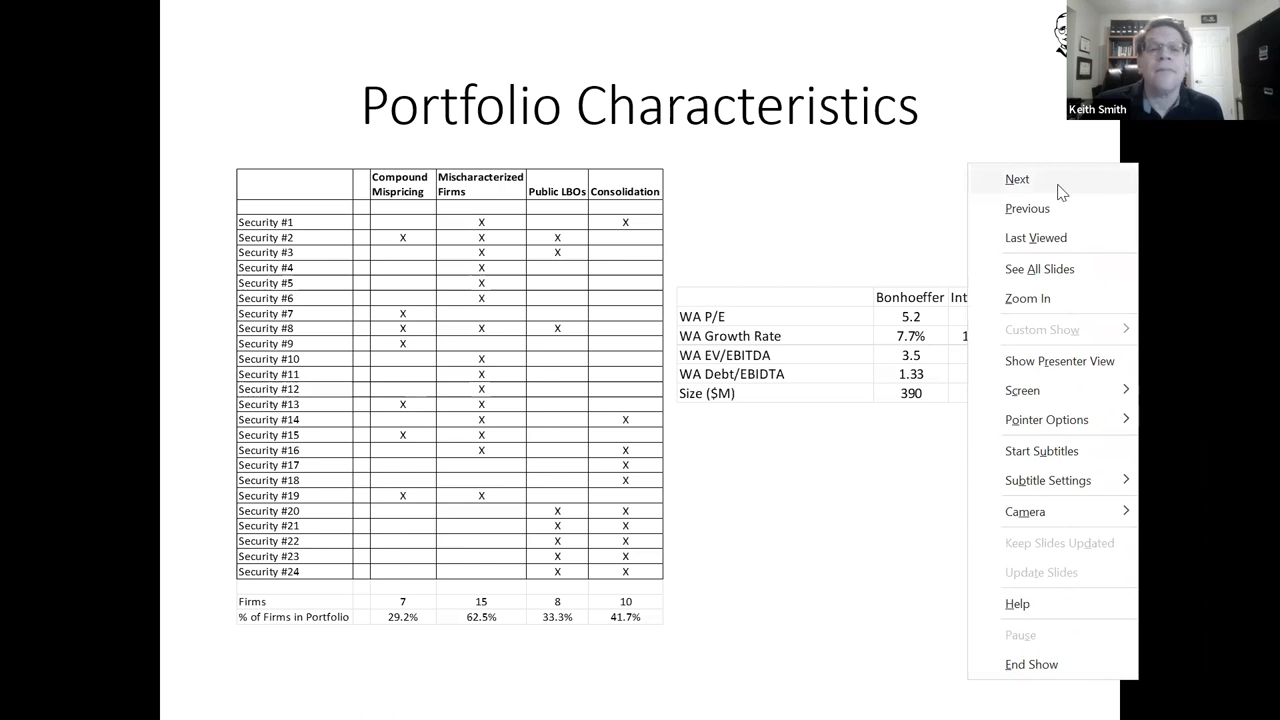 Portfolio Characteristics
Keith Smith
Compound Mispricing Mischaracterized Firms Public LBOs Consolidation
Security #1 X X
Security #2 X X X
Security #3 X X
Security #4 X
Security #5 X
Security #6 X
Security #7 X
Security #8 X X X
Security #9 X
Security #10 X
Security #11 X
Security #12 X
Security #13 X X
Security #14 X X
Security #15 X X
Security #16 X X
Security #17 X
Security #18 X
Security #19 X X
Security #20 X X
Security #21 X X
Security #22 X X
Security #23 X X
Security #24 X X
Firms 7 15 8 10
% of Firms in Portfolio 29.2% 62.5% 33.3% 41.7%
Bonhoeffer Int
WA P/E 5.2
WA Growth Rate 7.7% 1
WA EV/EBITDA 3.5
WA Debt/EBIDTA 1.33
Size ($M) 390
Next
Previous
Last Viewed
See All Slides
Zoom In
Custom Show
Show Presenter View
Screen
Pointer Options
Start Subtitles
Subtitle Settings
Camera
Keep Slides Updated
Update Slides
Help
Pause
End Show